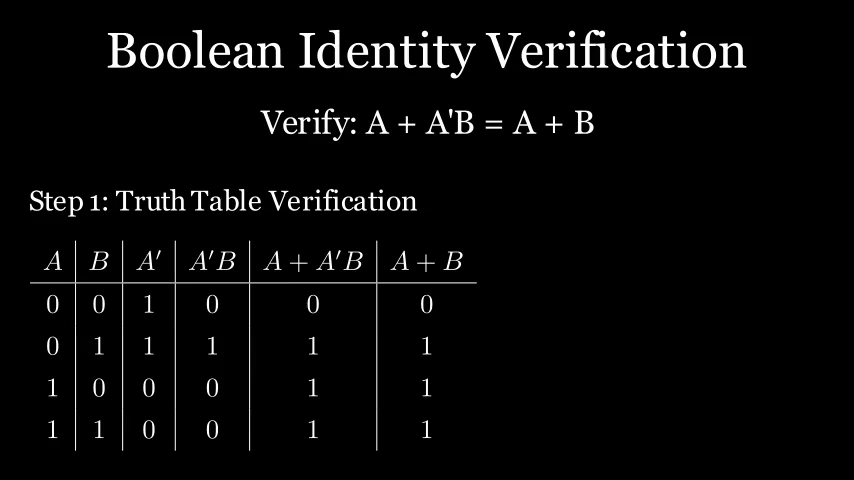 Boolean Identity Verification
Verify: A + A'B = A + B
Step 1: Truth Table Verification
A B A′ A′B A + A′B A + B
0 0 1 0 0 0
0 1 1 1 1 1
1 0 0 0 1 1
1 1 0 0 1 1